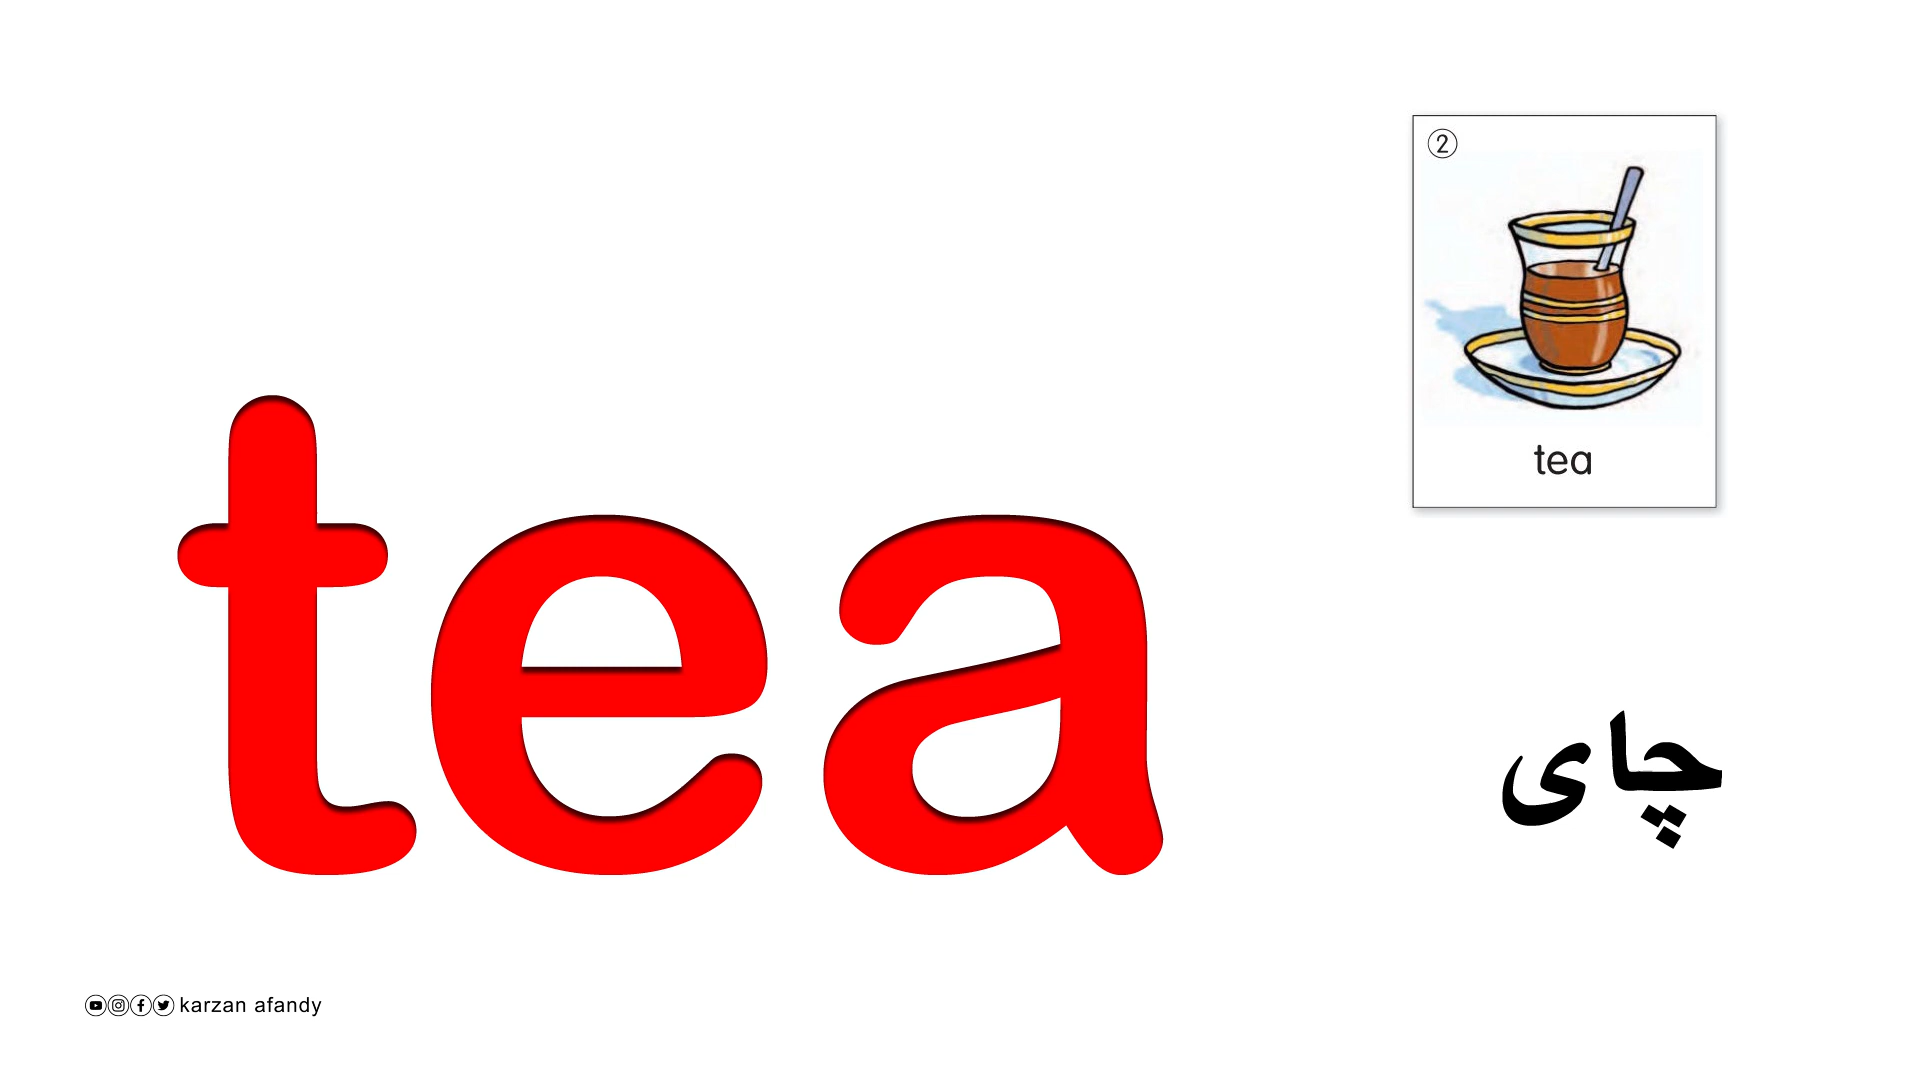 ②
tea
tea
چای
karzan afandy